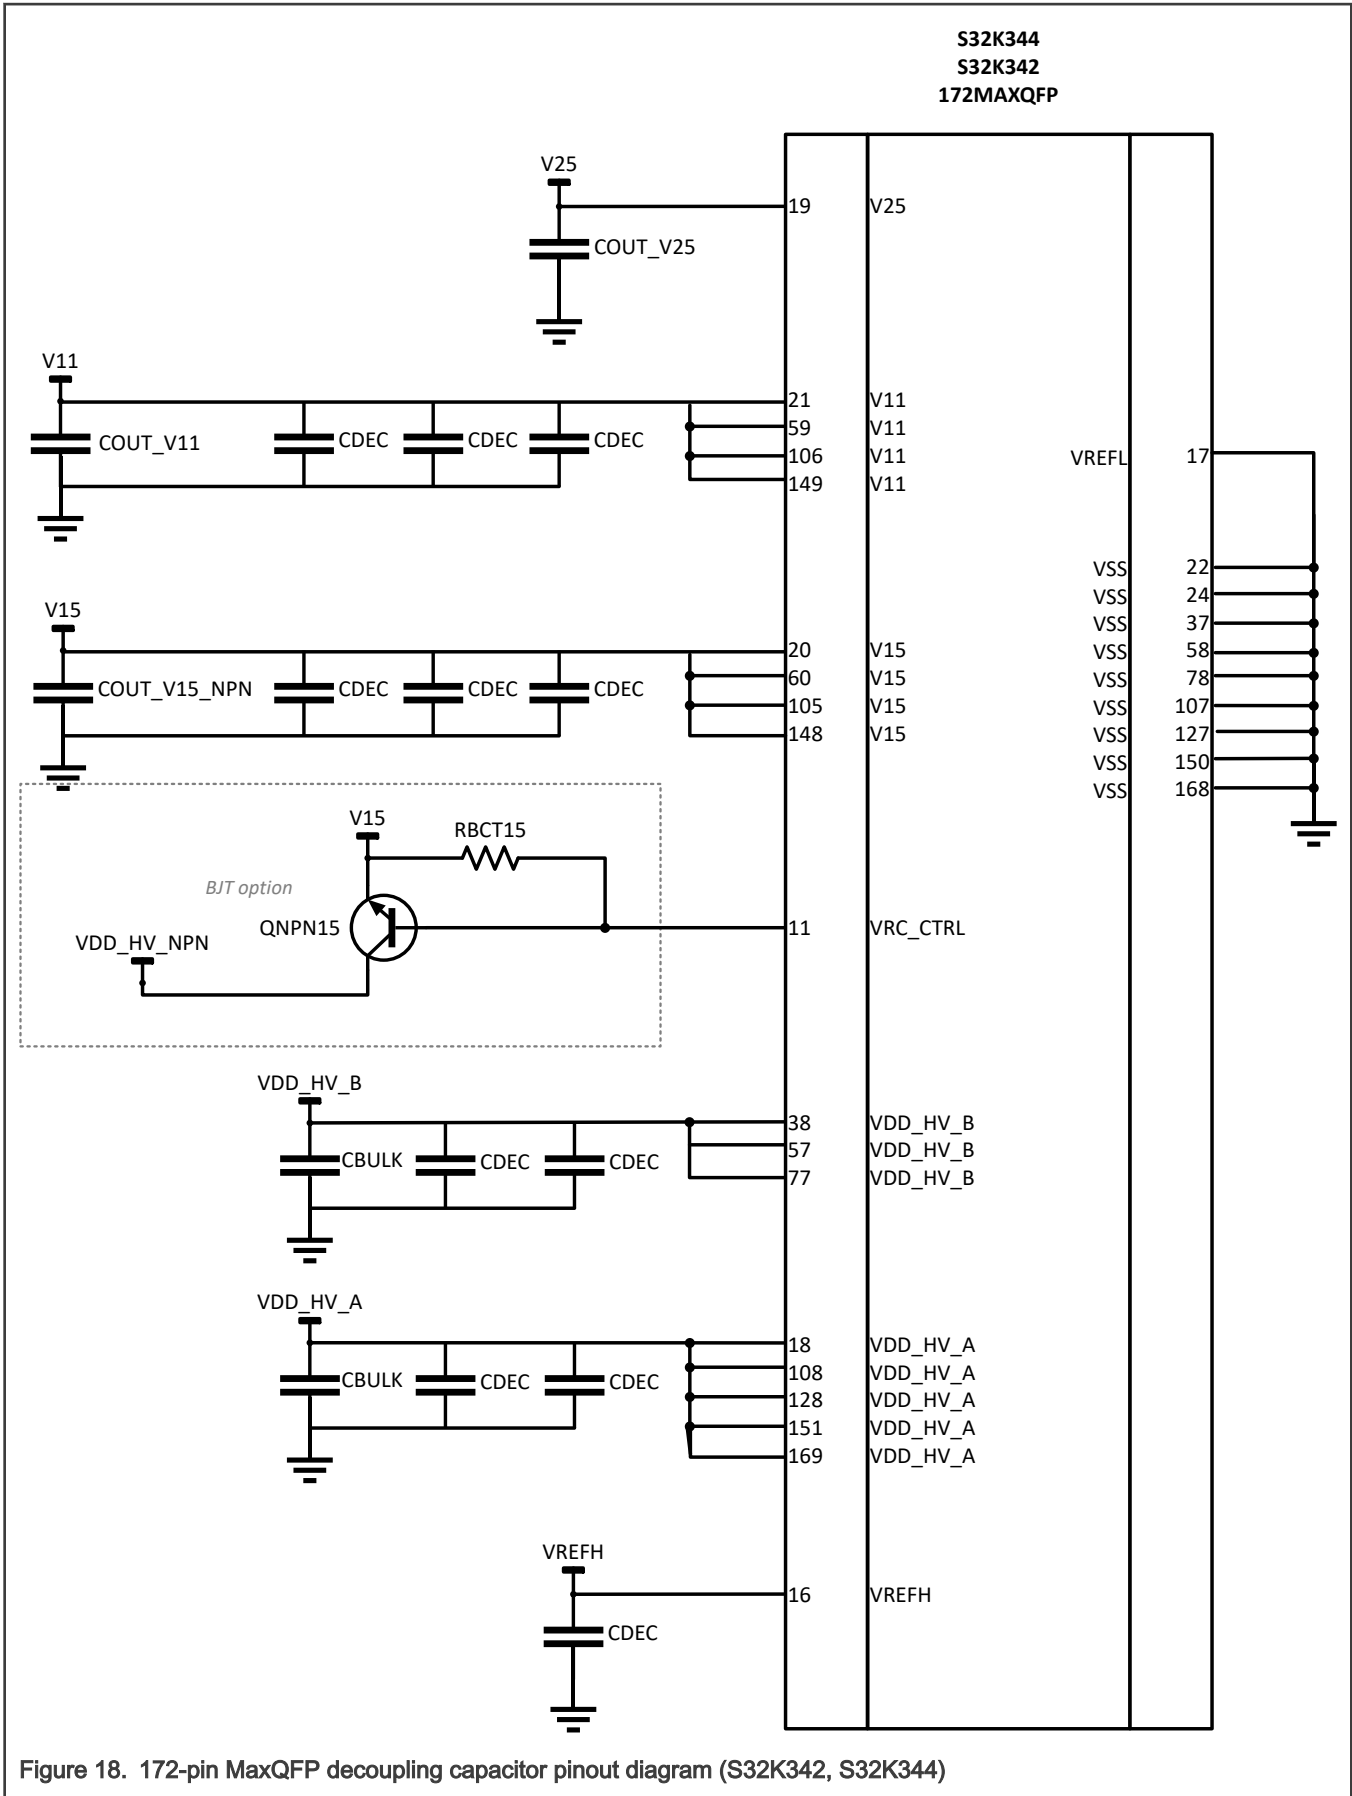 S32K344
S32K342
172MAXQFP
V25
19 V25
COUT_V25
V11
21 V11
COUT_V11 CDEC CDEC CDEC
59 V11
106 V11
149 V11
VREFL 17
VSS 22
VSS 24
VSS 37
VSS 58
VSS 78
VSS 107
VSS 127
VSS 150
VSS 168
V15
20 V15
COUT_V15_NPN CDEC CDEC CDEC
60 V15
105 V15
148 V15
V15
RBCT15
BJT option
QNPN15
11 VRC_CTRL
VDD_HV_NPN
VDD_HV_B
38 VDD_HV_B
57 VDD_HV_B
CBULK CDEC CDEC
77 VDD_HV_B
VDD_HV_A
18 VDD_HV_A
108 VDD_HV_A
CBULK CDEC CDEC
128 VDD_HV_A
151 VDD_HV_A
169 VDD_HV_A
VREFH
16 VREFH
CDEC
Figure 18. 172-pin MaxQFP decoupling capacitor pinout diagram (S32K342, S32K344)